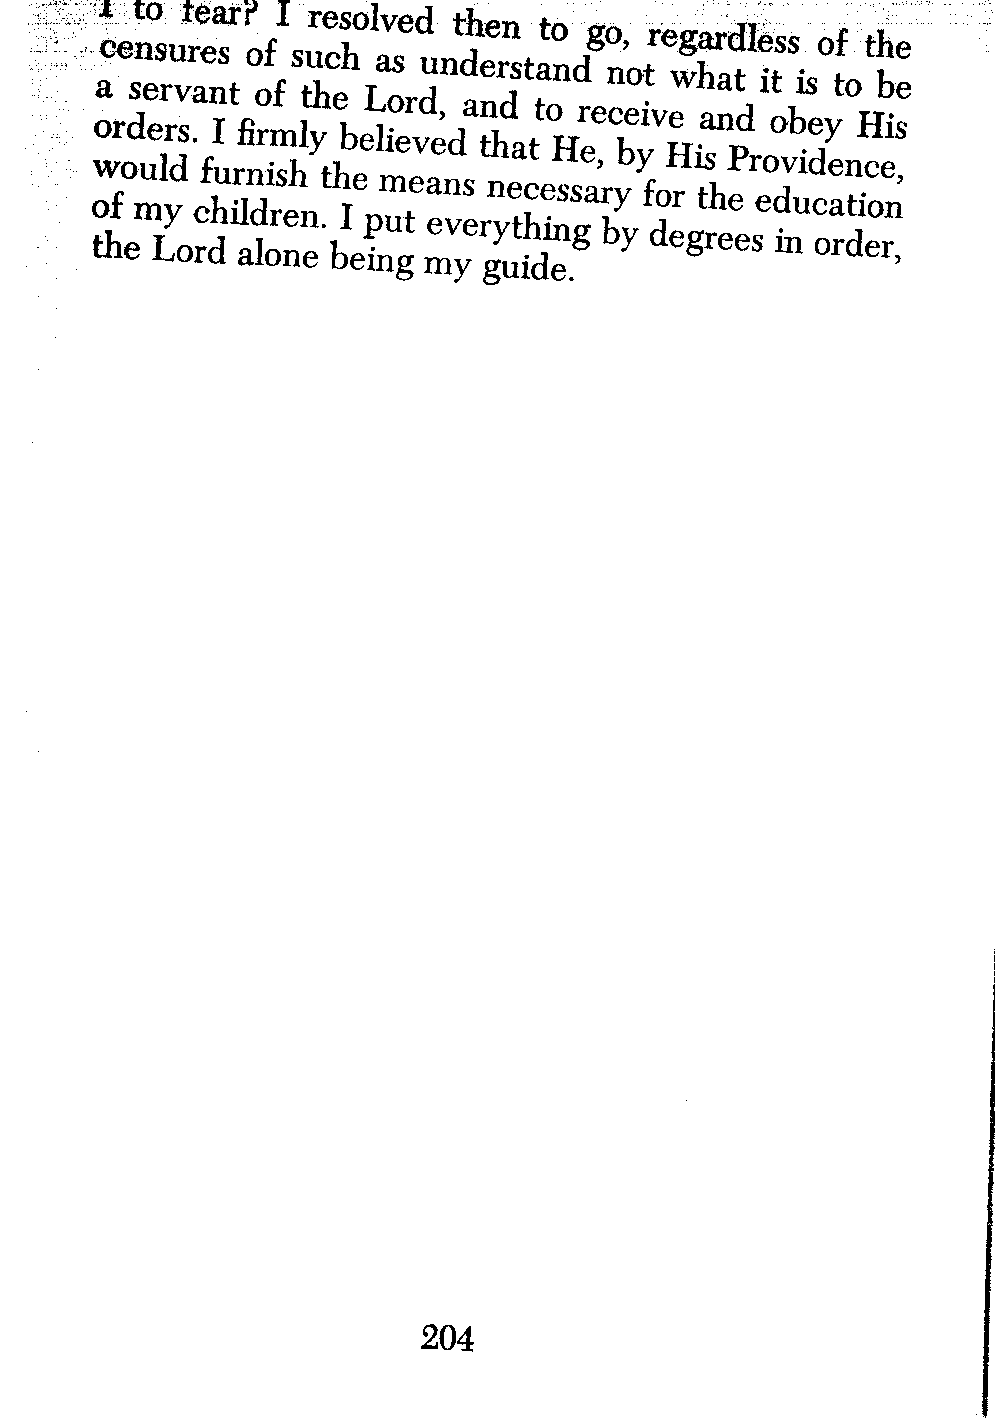 I to fear? I resolved then to go, regardless of the
censures of such as understand not what it is to be
a servant of the Lord, and to receive and obey His
orders. I firmly believed that He, by His Providence,
would furnish the means necessary for the education
of my children. I put everything by degrees in order,
the Lord alone being my guide.
204